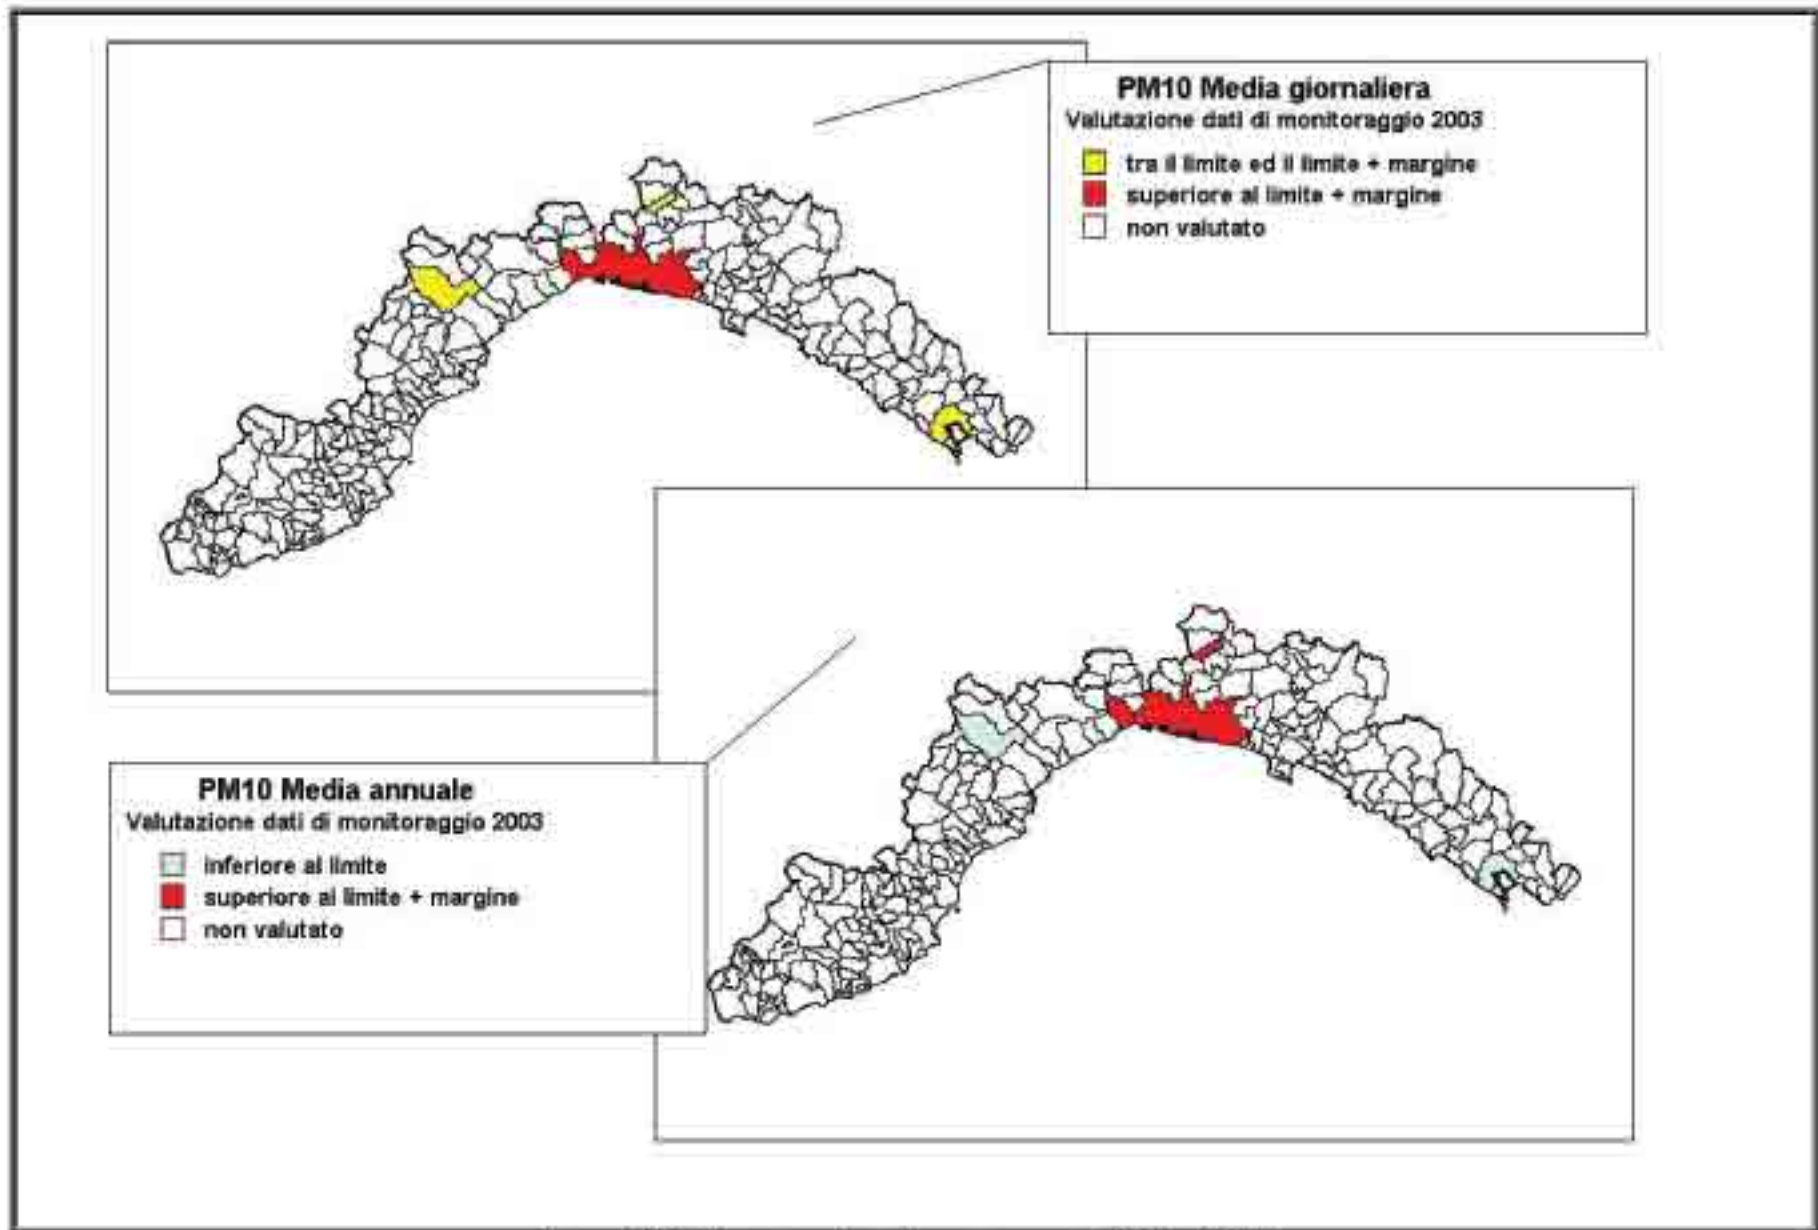 PM10 Media giornaliera
Valutazione dati di monitoraggio 2003
tra il limite ed il limite + margine
superiore al limite + margine
non valutato
PM10 Media annuale
Valutazione dati di monitoraggio 2003
inferiore al limite
superiore al limite + margine
non valutato